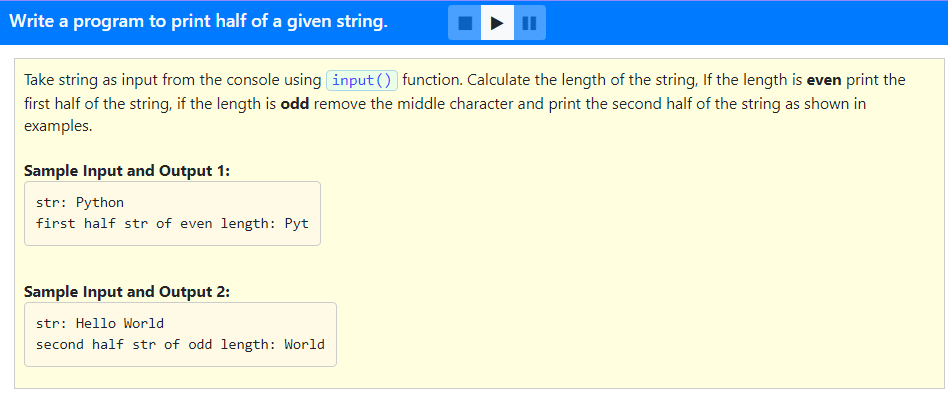 Write a program to print half of a given string.
Take string as input from the console using input() function. Calculate the length of the string, If the length is even print the
first half of the string, if the length is odd remove the middle character and print the second half of the string as shown in
examples.
Sample Input and Output 1:
str: Python
first half str of even length: Pyt
Sample Input and Output 2:
str: Hello World
second half str of odd length: World